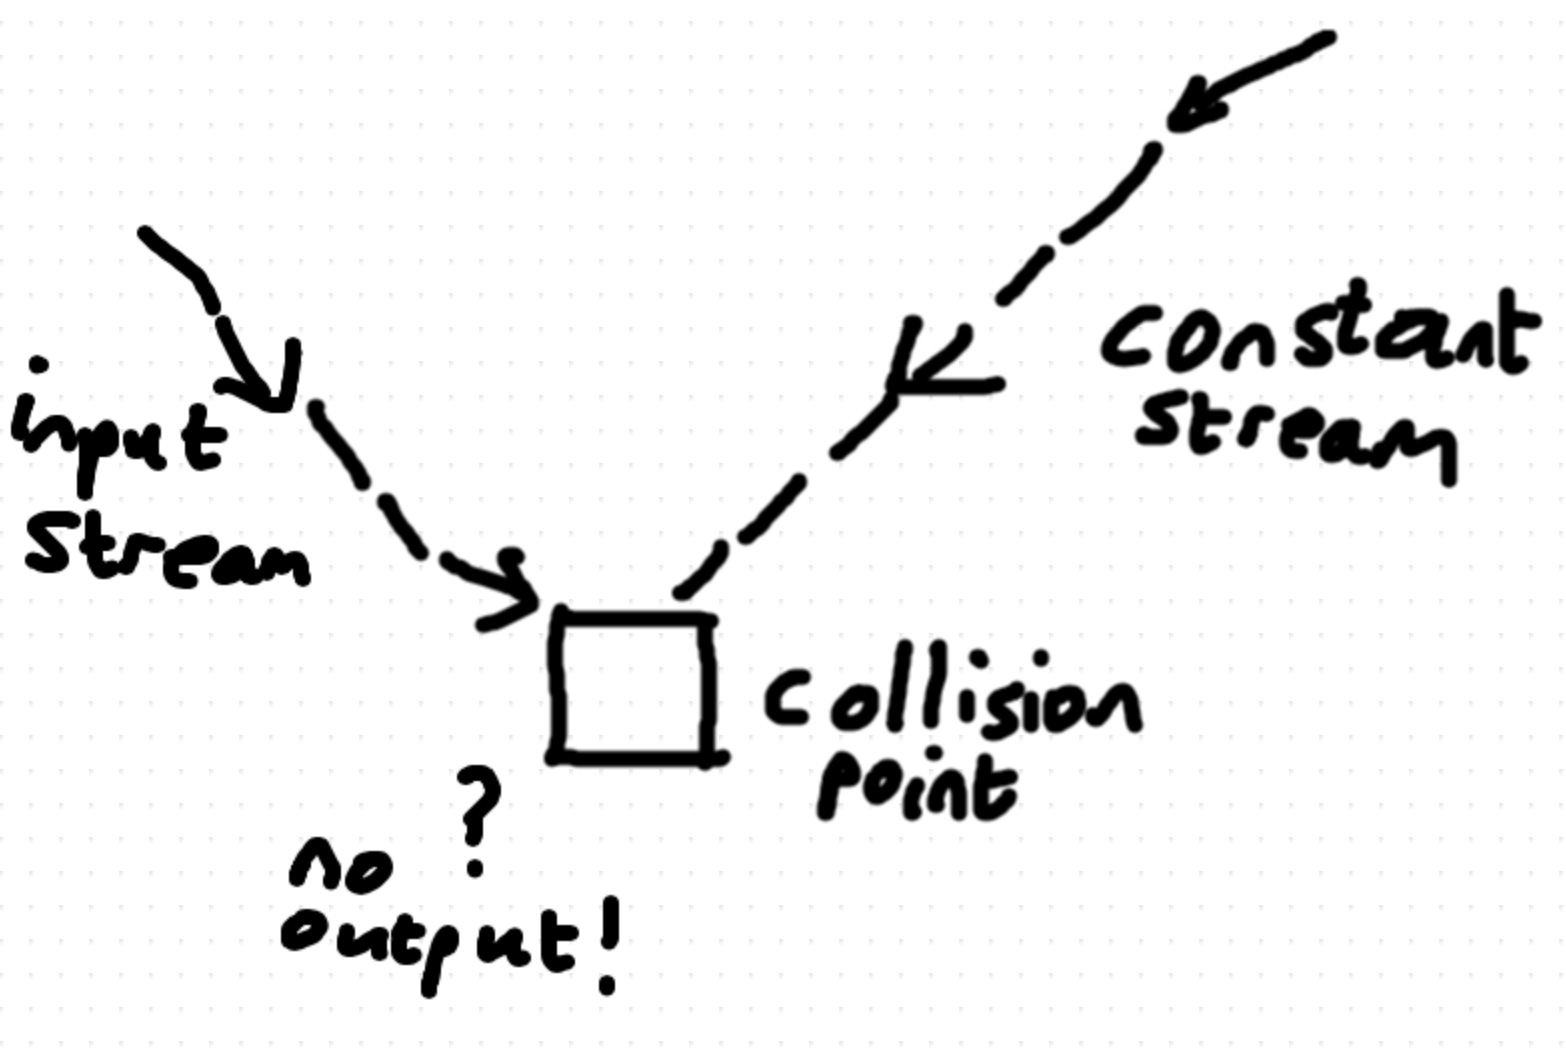 input
stream
constant
stream
collision
point
?
no
output!